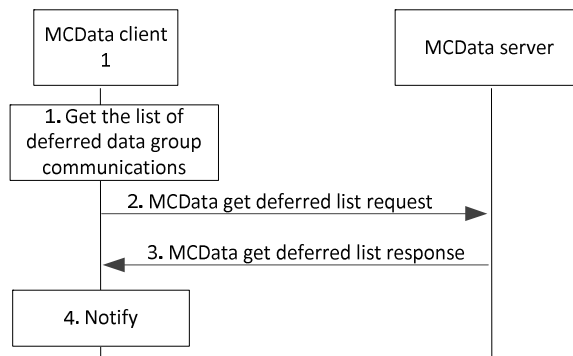 MCData client
1
MCData server
1. Get the list of
deferred data group
communications
2. MCData get deferred list request
3. MCData get deferred list response
4. Notify